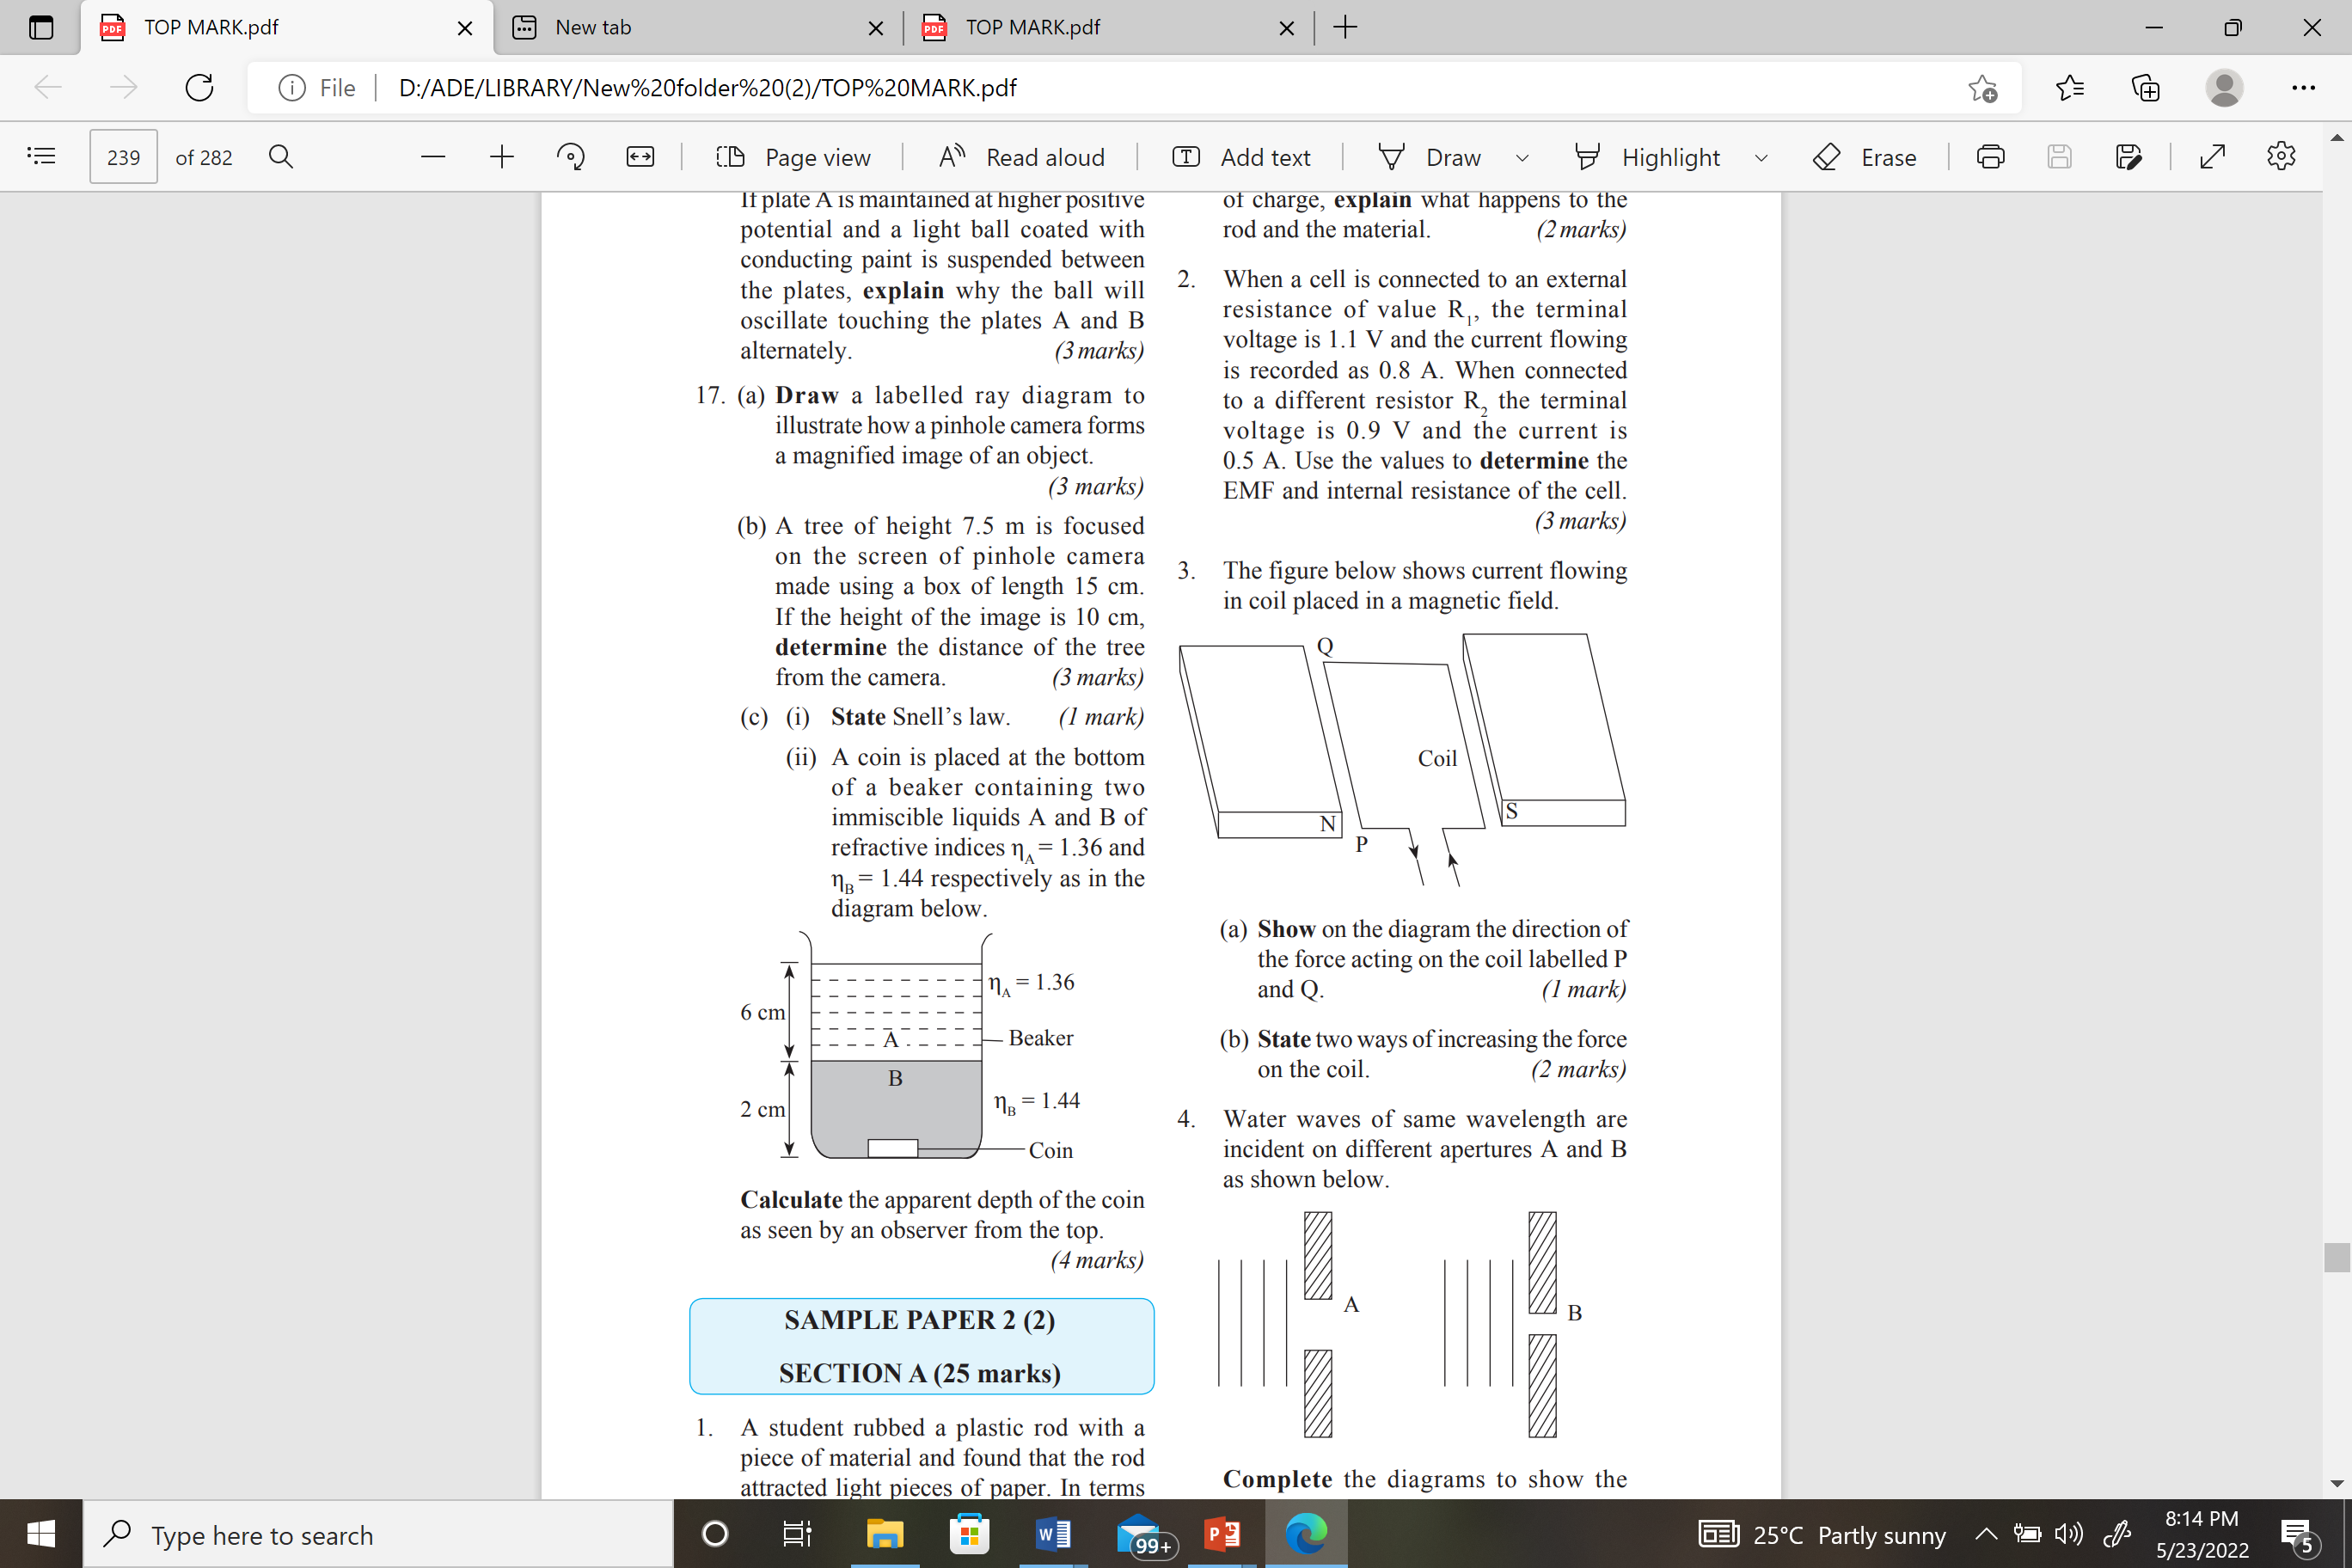 TOP MARK.pdf
New tab
TOP MARK.pdf
File
D:/ADE/LIBRARY/New%20folder%20(2)/TOP%20MARK.pdf
239 of 282
Page view
Read aloud
Add text
Draw
Highlight
Erase
If plate A is maintained at higher positive
potential and a light ball coated with
conducting paint is suspended between
the plates, explain why the ball will
oscillate touching the plates A and B
alternately. (3 marks)
17. (a) Draw a labelled ray diagram to
illustrate how a pinhole camera forms
a magnified image of an object.
(3 marks)
(b) A tree of height 7.5 m is focused
on the screen of pinhole camera
made using a box of length 15 cm.
If the height of the image is 10 cm,
determine the distance of the tree
from the camera. (3 marks)
(c) (i) State Snell's law. (1 mark)
(ii) A coin is placed at the bottom
of a beaker containing two
immiscible liquids A and B of
refractive indices η_A = 1.36 and
η_B = 1.44 respectively as in the
diagram below.
η_A = 1.36
6 cm
A
Beaker
B
η_B = 1.44
2 cm
Coin
Calculate the apparent depth of the coin
as seen by an observer from the top.
(4 marks)
SAMPLE PAPER 2 (2)
SECTION A (25 marks)
1. A student rubbed a plastic rod with a
piece of material and found that the rod
attracted light pieces of paper. In terms
of charge, explain what happens to the
rod and the material. (2 marks)
2. When a cell is connected to an external
resistance of value R₁, the terminal
voltage is 1.1 V and the current flowing
is recorded as 0.8 A. When connected
to a different resistor R₂ the terminal
voltage is 0.9 V and the current is
0.5 A. Use the values to determine the
EMF and internal resistance of the cell.
(3 marks)
3. The figure below shows current flowing
in coil placed in a magnetic field.
Q
Coil
S
N
P
(a) Show on the diagram the direction of
the force acting on the coil labelled P
and Q. (1 mark)
(b) State two ways of increasing the force
on the coil. (2 marks)
4. Water waves of same wavelength are
incident on different apertures A and B
as shown below.
A
B
Complete the diagrams to show the
Type here to search
99+
25°C Partly sunny
8:14 PM
5/23/2022
5